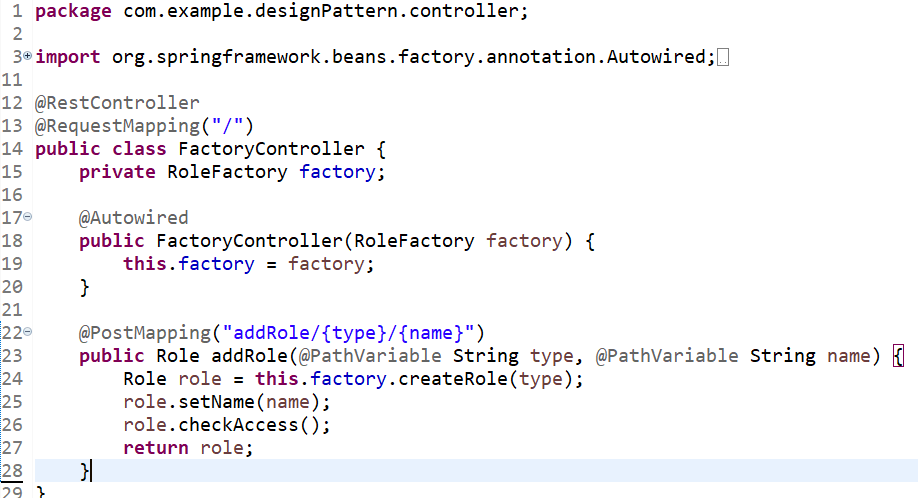 1 package com.example.designPattern.controller;
2
3 import org.springframework.beans.factory.annotation.Autowired;
11
12 @RestController
13 @RequestMapping("/")
14 public class FactoryController {
15     private RoleFactory factory;
16
17     @Autowired
18     public FactoryController(RoleFactory factory) {
19         this.factory = factory;
20     }
21
22     @PostMapping("addRole/{type}/{name}")
23     public Role addRole(@PathVariable String type, @PathVariable String name) {
24         Role role = this.factory.createRole(type);
25         role.setName(name);
26         role.checkAccess();
27         return role;
28     }
29 }